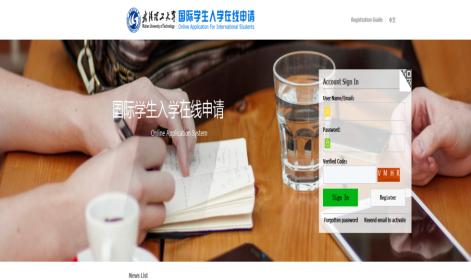 武汉理工大学 国际学生入学在线申请
Wuhan University of Technology Online Application For International Students
Registration Guide 中文
国际学生入学在线申请
Online Application System
Account Sign In
User Name/Email:
Password:
Verified Code:
V M H R
Sign In Register
Forgotten password Resend email to activate
News List